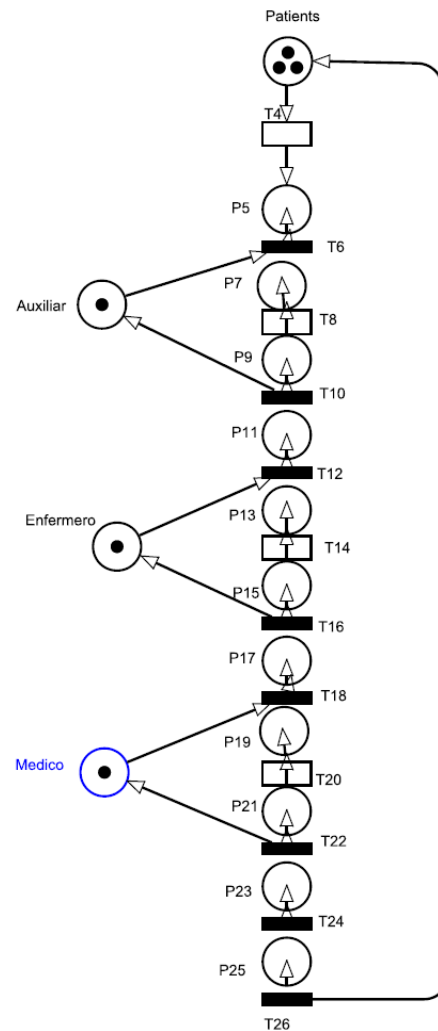 Patients
T4
P5
T6
P7
Auxiliar
T8
P9
T10
P11
T12
P13
Enfermero
T14
P15
T16
P17
T18
P19
Medico
T20
P21
T22
P23
T24
P25
T26